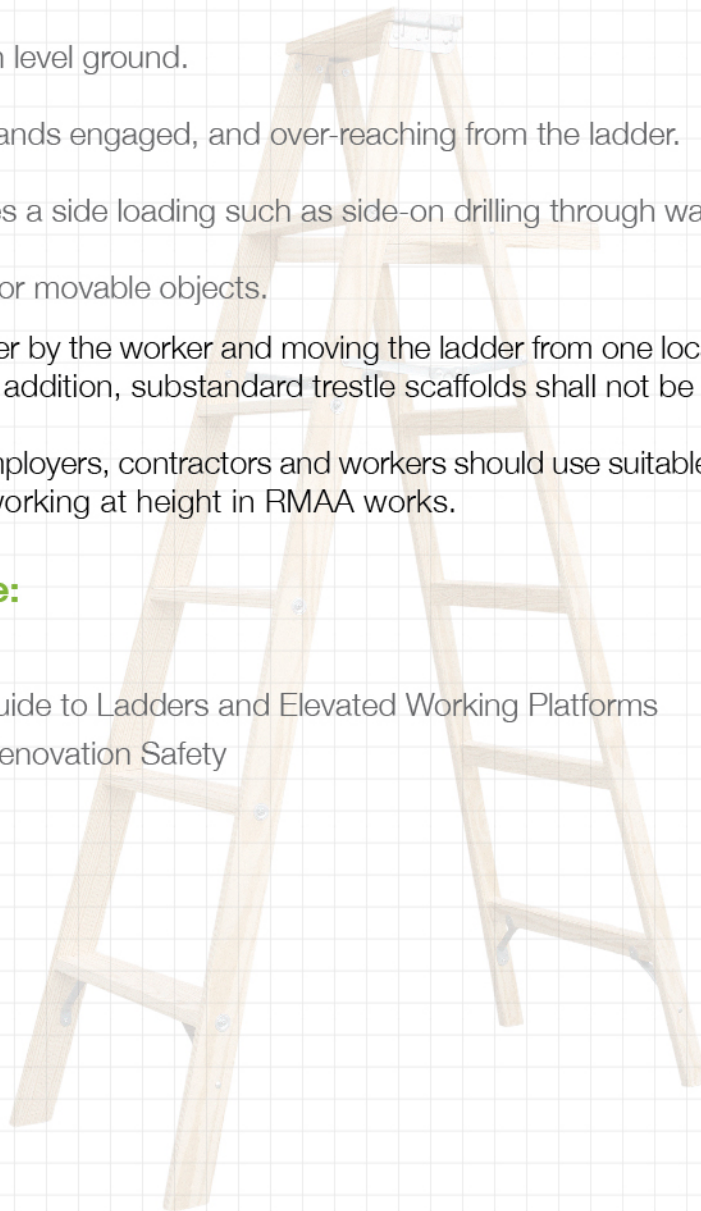 level ground.
ands engaged, and over-reaching from the ladder.
a side loading such as side-on drilling through
or movable objects.
er by the worker and moving the ladder from one
addition, substandard trestle scaffolds shall not be
mployers, contractors and workers should use suitable
working at height in RMAA works.
e:
uide to Ladders and Elevated Working Platforms
enovation Safety